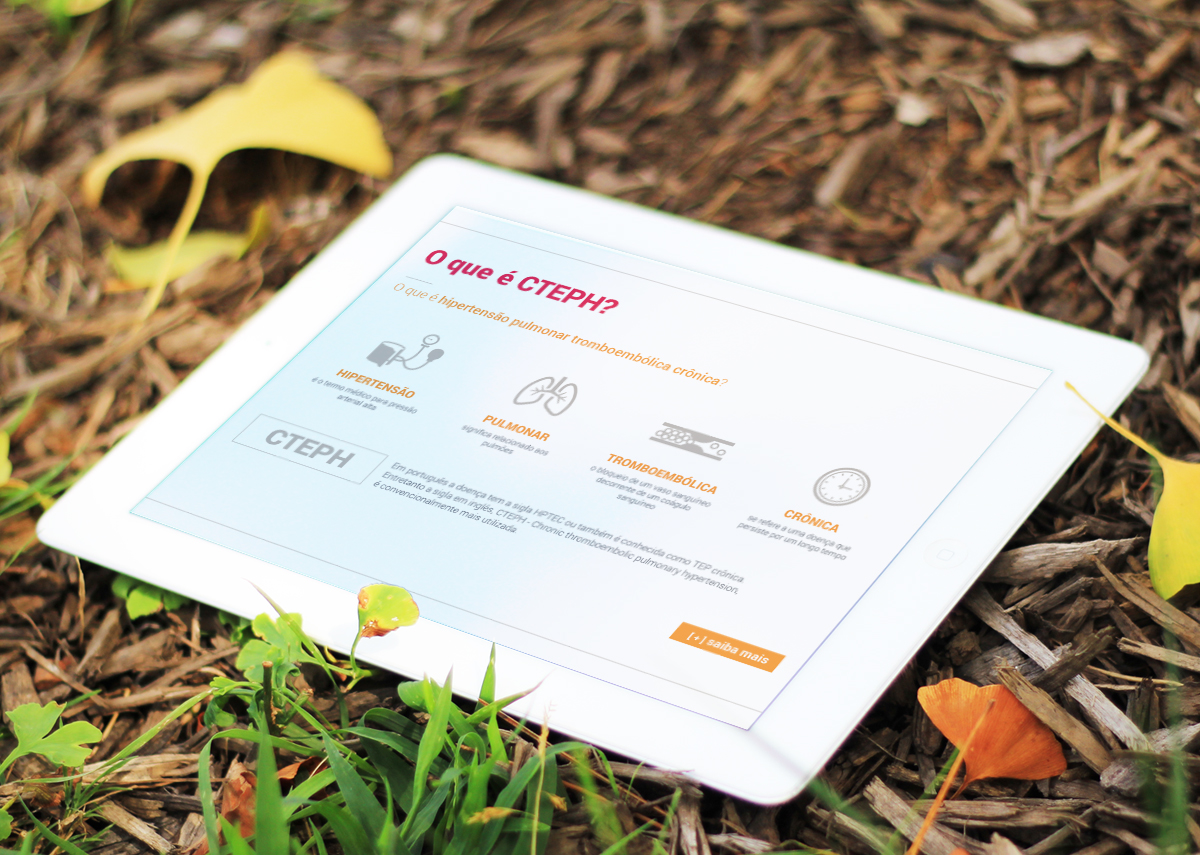 O que é CTEPH?
O que é hipertensão pulmonar tromboembólica crônica?
HIPERTENSÃO
é o termo médico para pressão
arterial alta
PULMONAR
significa relacionado aos
pulmões
TROMBOEMBÓLICA
o bloqueio de um vaso sanguíneo
decorrente de um coágulo
sanguíneo
CRÔNICA
se refere a uma doença que
persiste por um longo tempo
CTEPH
Em português a doença tem a sigla HPTEC ou também é conhecida como TEP crônica.
Entretanto a sigla em inglês, CTEPH - Chronic thromboembolic pulmonary hypertension,
é convencionalmente mais utilizada
[+] saiba mais